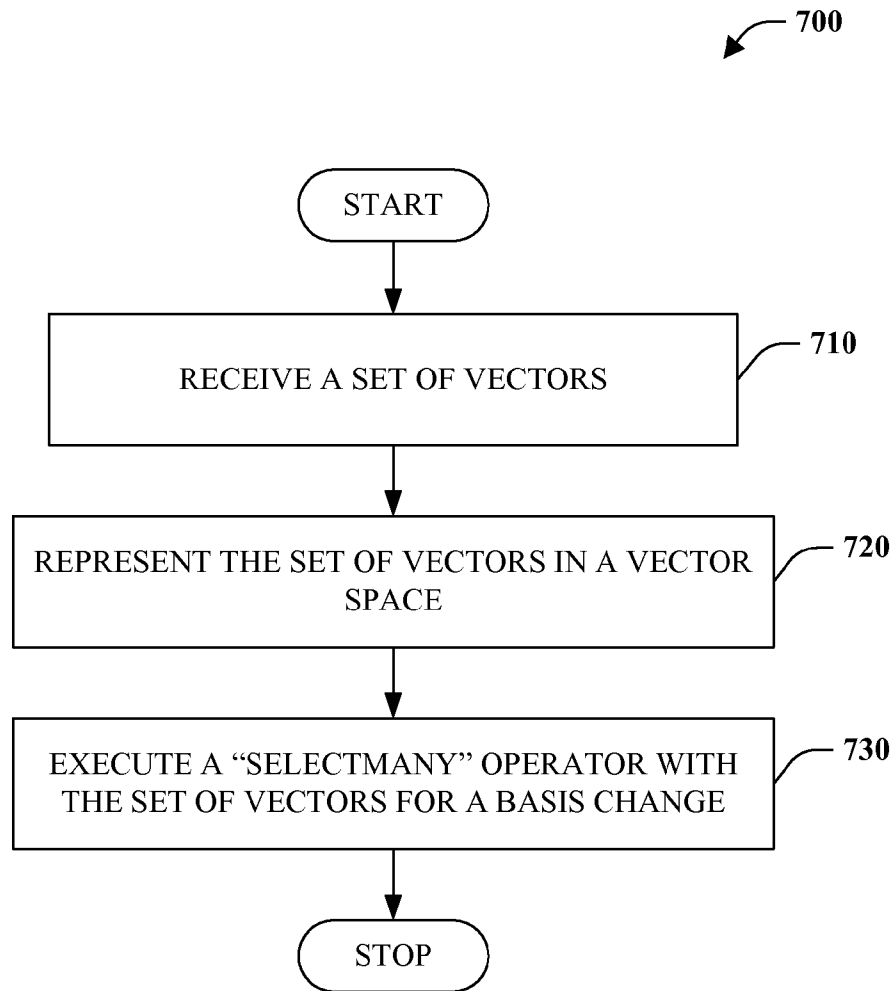 700
START
RECEIVE A SET OF VECTORS
710
REPRESENT THE SET OF VECTORS IN A VECTOR
SPACE
720
EXECUTE A “SELECTMANY” OPERATOR WITH
THE SET OF VECTORS FOR A BASIS CHANGE
730
STOP